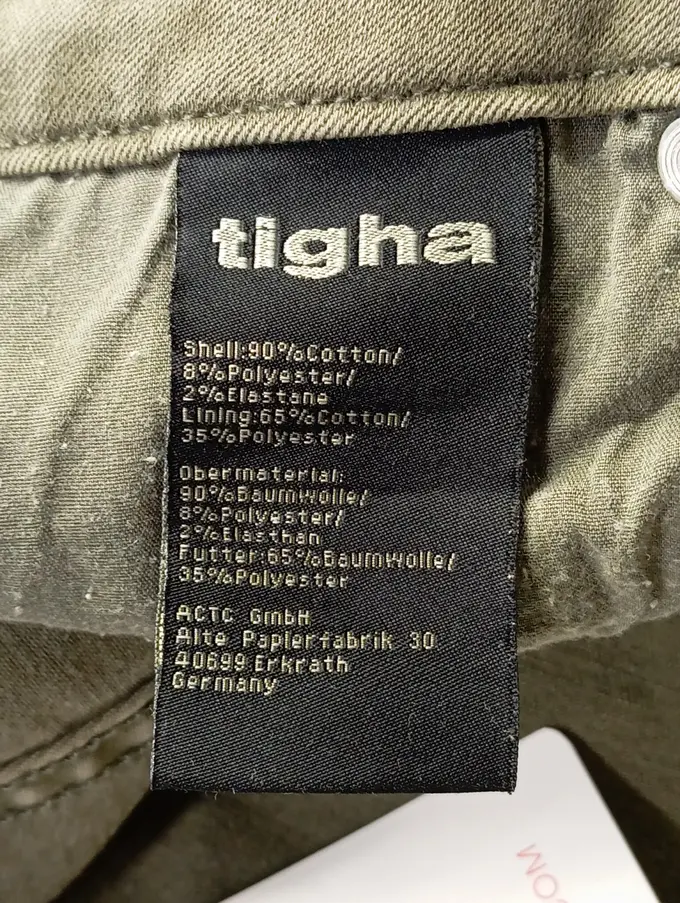 tigha
Shell:90%Cotton/
8%Polyester/
2%Elastane
Lining:65%Cotton/
35%Polyester
Obermaterial:
90%Baumwolle/
8%Polyester/
2%Elasthan
Futter:65%Baumwolle/
35%Polyester
ACTC GmbH
Alte Papierfabrik 30
40699 Erkrath
Germany